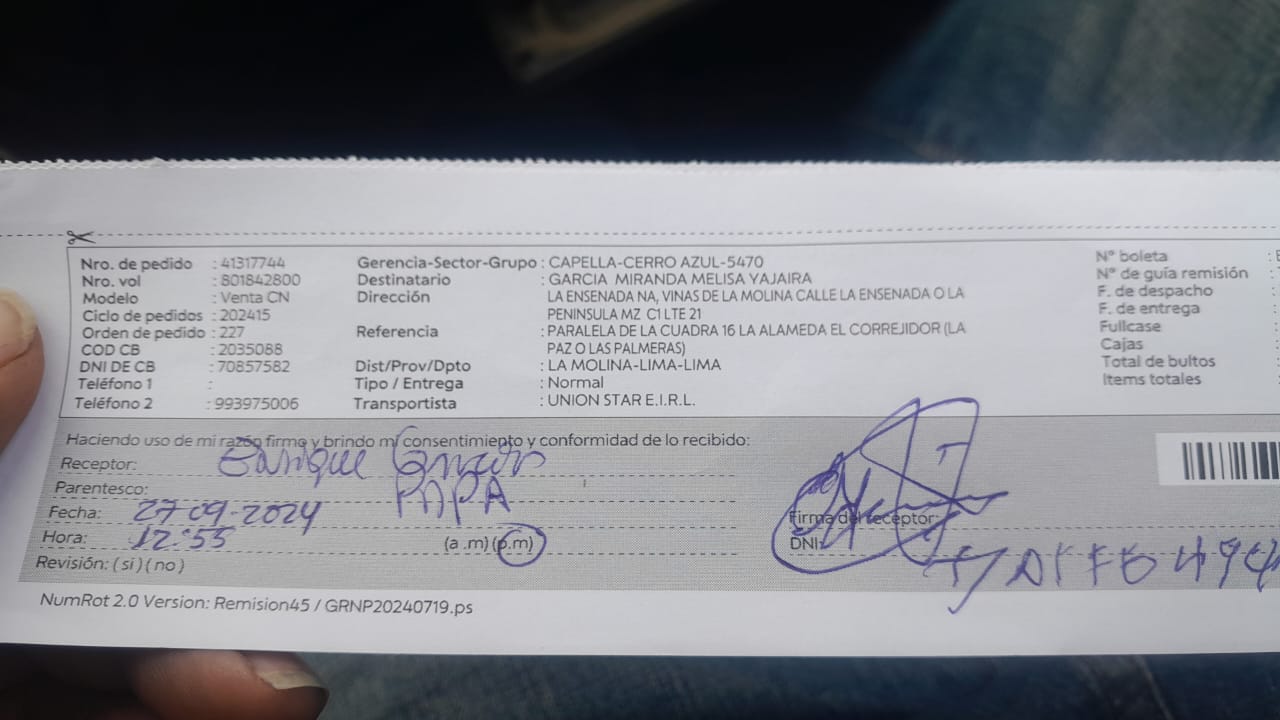 Nro. de pedido : 41317744 Gerencia-Sector-Grupo : CAPELLA-CERRO AZUL-5470 N° boleta :
Nro. vol : 801842800 Destinatario : GARCIA MIRANDA MELISA YAJAIRA N° de guía remisión :
Modelo : Venta CN Dirección LA ENSENADA NA, VINAS DE LA MOLINA CALLE LA ENSENADA O LA F. de despacho :
Ciclo de pedidos : 202415 PENINSULA MZ C1 LTE 21 F. de entrega :
Orden de pedido : 227 Referencia : PARALELA DE LA CUADRA 16 LA ALAMEDA EL CORREJIDOR (LA Fullcase :
COD CB : 2035088 PAZ O LAS PALMERAS) Cajas :
DNI DE CB : 70857582 Dist/Prov/Dpto : LA MOLINA-LIMA-LIMA Total de bultos :
Teléfono 1 : Tipo / Entrega : Normal Items totales :
Teléfono 2 : 993975006 Transportista : UNION STAR E.I.R.L.
Haciendo uso de mi razón firmo y brindo mi consentimiento y conformidad de lo recibido:
Receptor: Enrique
Parentesco: PAPA
Fecha: 27-09-2024 Firma del receptor:
Hora: 12:55 (a .m) (p.m) DNI:
Revisión: ( si ) ( no )
NumRot 2.0 Version: Remision45 / GRNP20240719.ps